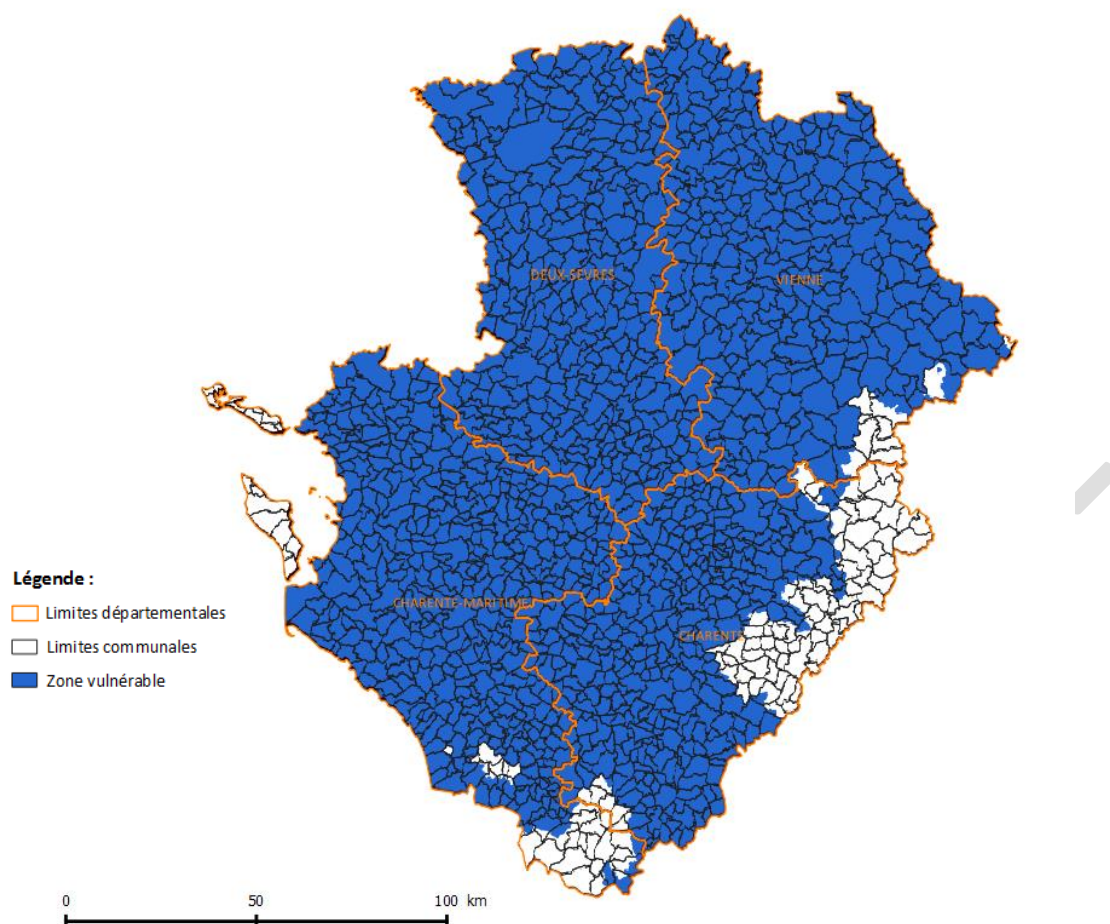 DEUX-SEVRES
VIENNE
CHARENTE-MARITIME
CHARENTE
Légende :
Limites départementales
Limites communales
Zone vulnérable
0 50 100 km